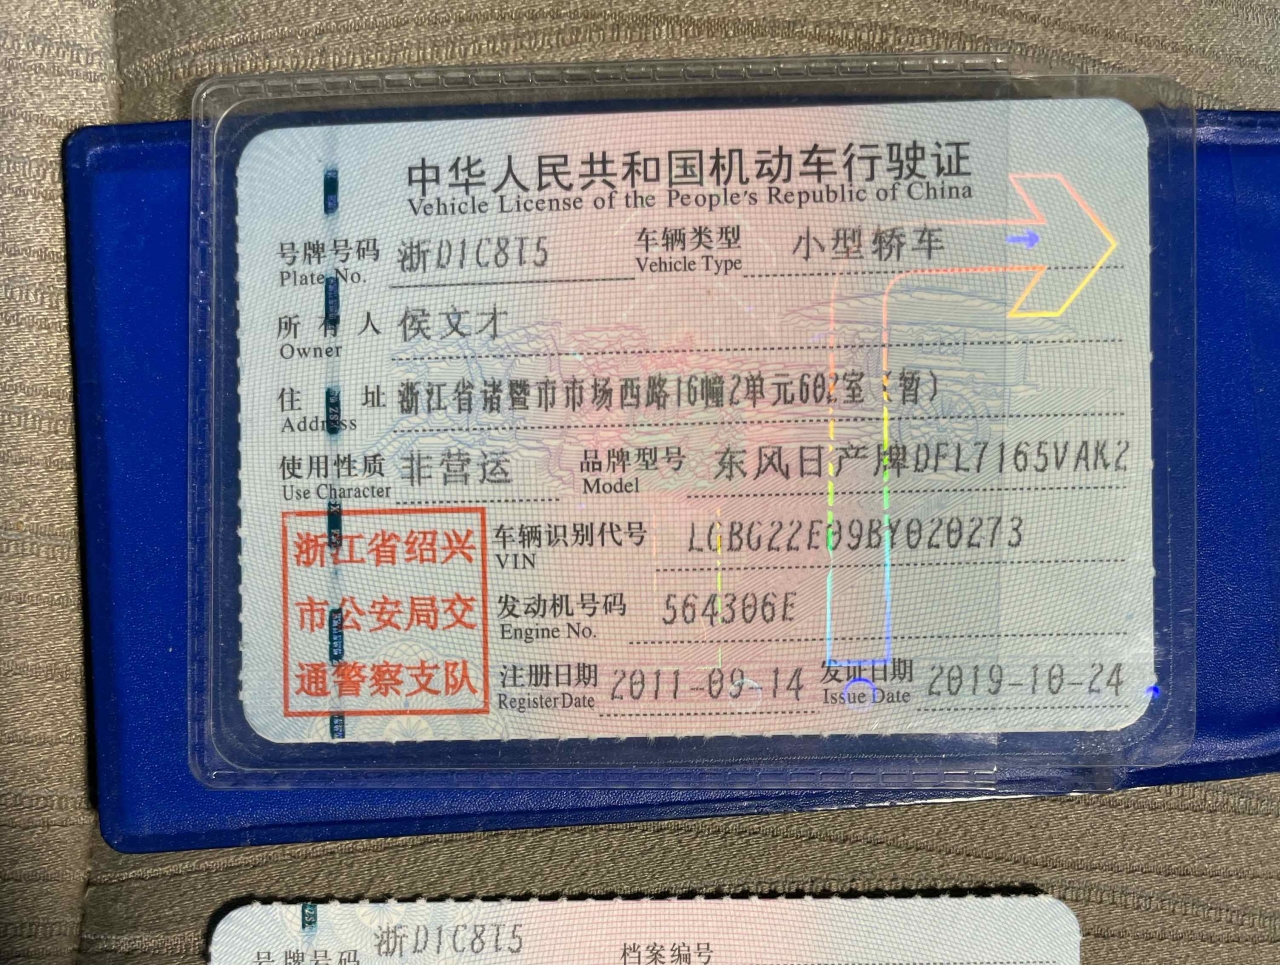 中华人民共和国机动车行驶证
Vehicle License of the People's Republic of China
号牌号码 浙D1C8T5 车辆类型 小型轿车
Plate No. Vehicle Type
所有人 侯文才
Owner
住址 浙江省诸暨市市场西路16幢2单元602室（暂）
Address
使用性质 非营运 品牌型号 东风日产牌DFL7165VAK2
Use Character Model
浙江省绍兴
市公安局交
通警察支队
车辆识别代号 LGBG22E09BY020273
VIN
发动机号码 564306E
Engine No.
注册日期 2011-09-14 发证日期 2019-10-24
Register Date Issue Date
号牌号码 浙D1C8T5 档案编号